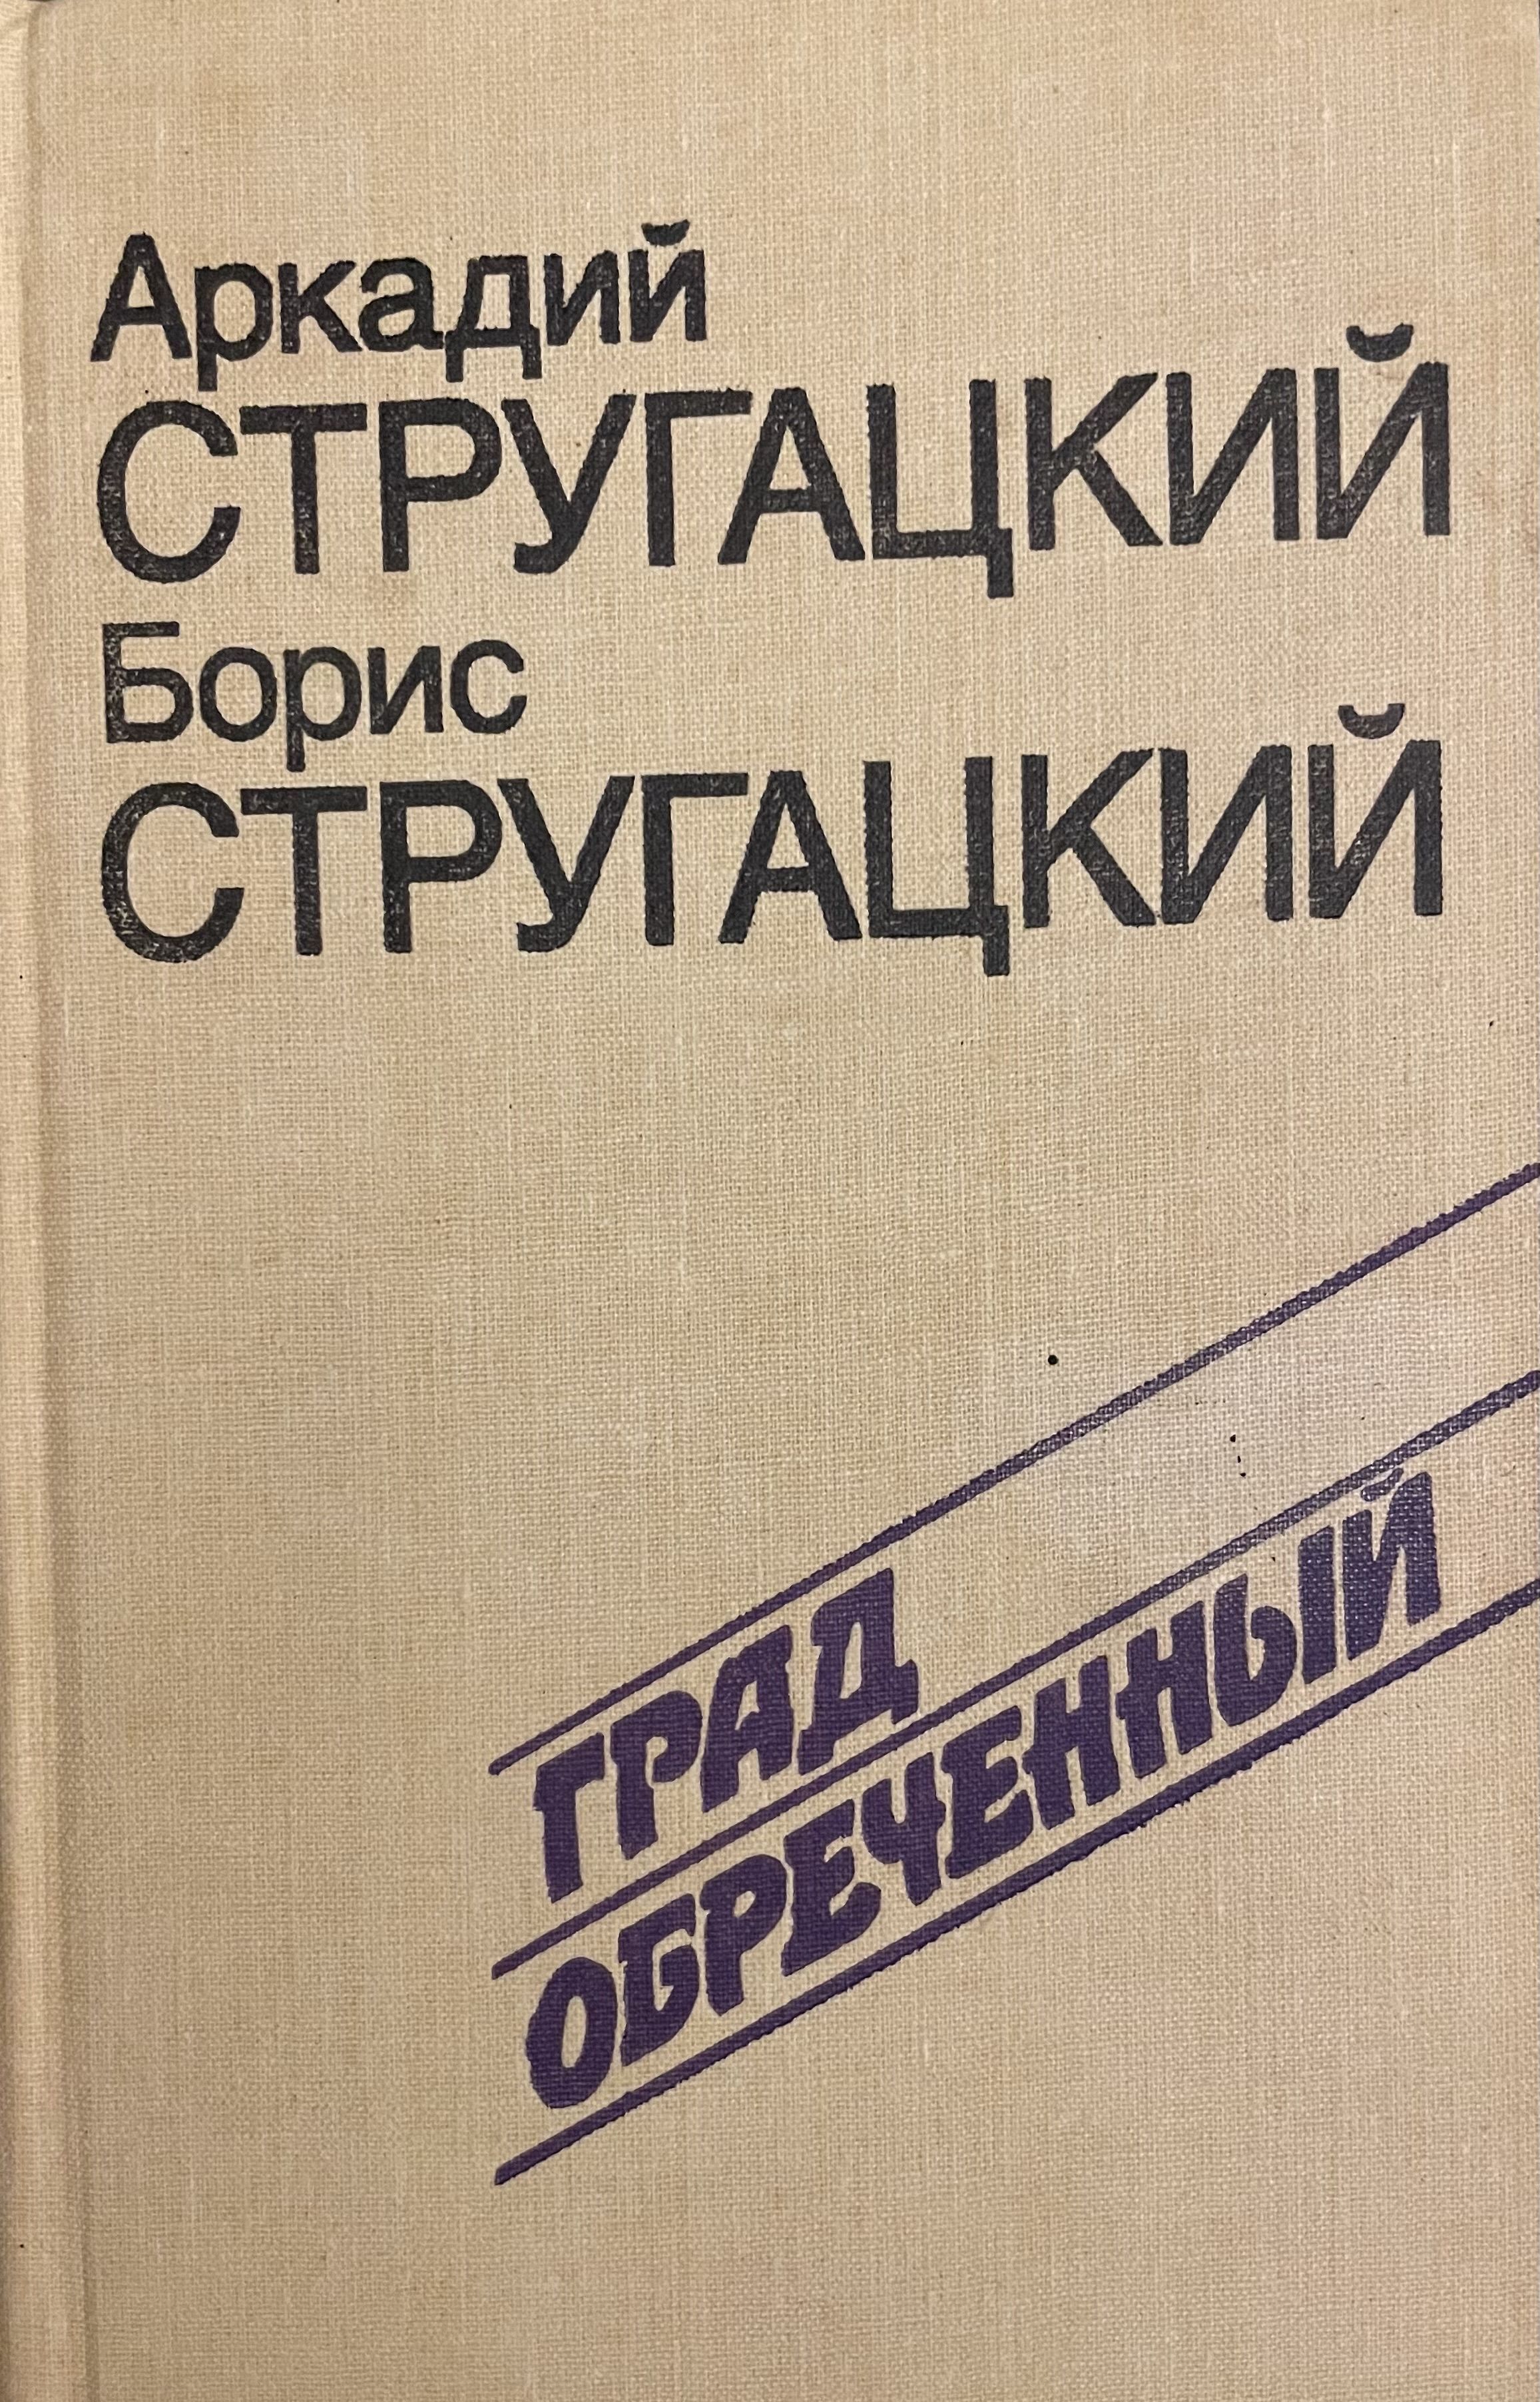 Аркадий
СТРУГАЦКИЙ
Борис
СТРУГАЦКИЙ
ГРАД
ОБРЕЧЕННЫЙ